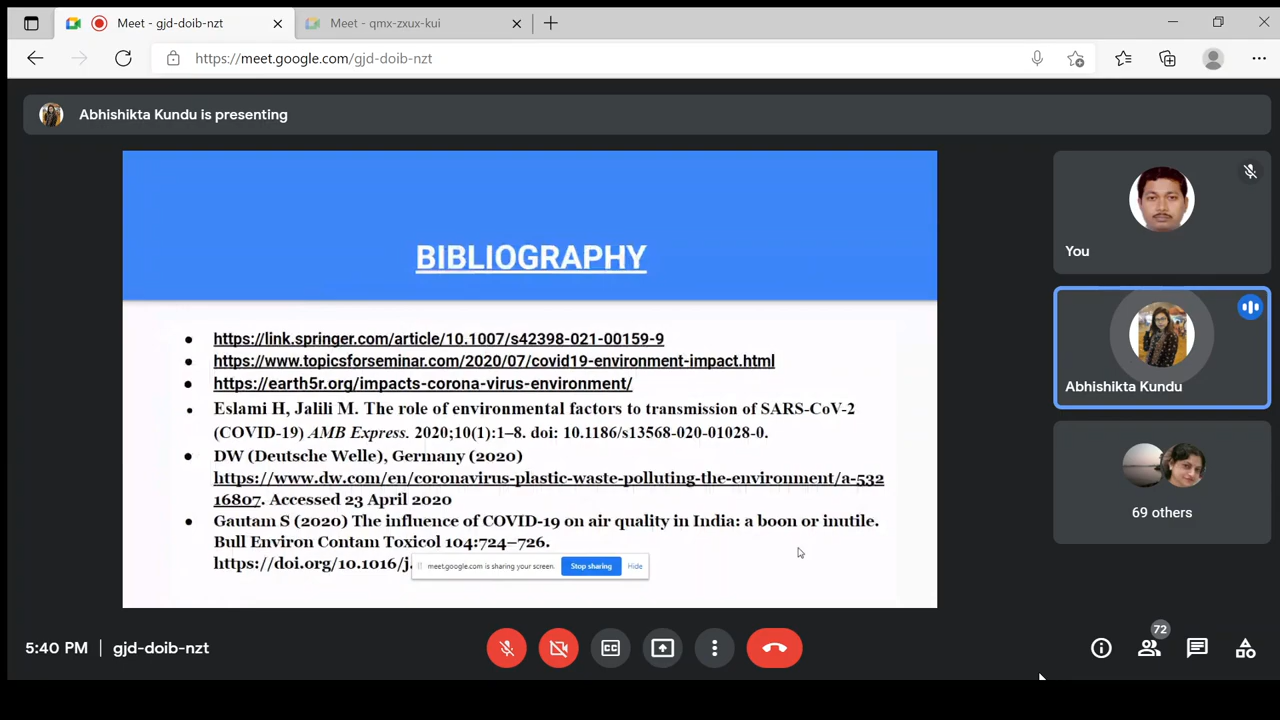 Meet - gjd-doib-nzt
Meet - qmx-zxux-kui
https://meet.google.com/gjd-doib-nzt
Abhishikta Kundu is presenting
BIBLIOGRAPHY
https://link.springer.com/article/10.1007/s42398-021-00159-9
https://www.topicsforseminar.com/2020/07/covid19-environment-impact.html
https://earth5r.org/impacts-corona-virus-environment/
Eslami H, Jalili M. The role of environmental factors to transmission of SARS-CoV-2
(COVID-19) AMB Express. 2020;10(1):1–8. doi: 10.1186/s13568-020-01028-0.
DW (Deutsche Welle), Germany (2020)
https://www.dw.com/en/coronavirus-plastic-waste-polluting-the-environment/a-532
16807. Accessed 23 April 2020
Gautam S (2020) The influence of COVID-19 on air quality in India: a boon or inutile.
Bull Environ Contam Toxicol 104:724–726.
https://doi.org/10.1016/j.
meet.google.com is sharing your screen.
Stop sharing
Hide
You
Abhishikta Kundu
69 others
5:40 PM | gjd-doib-nzt
CC
72